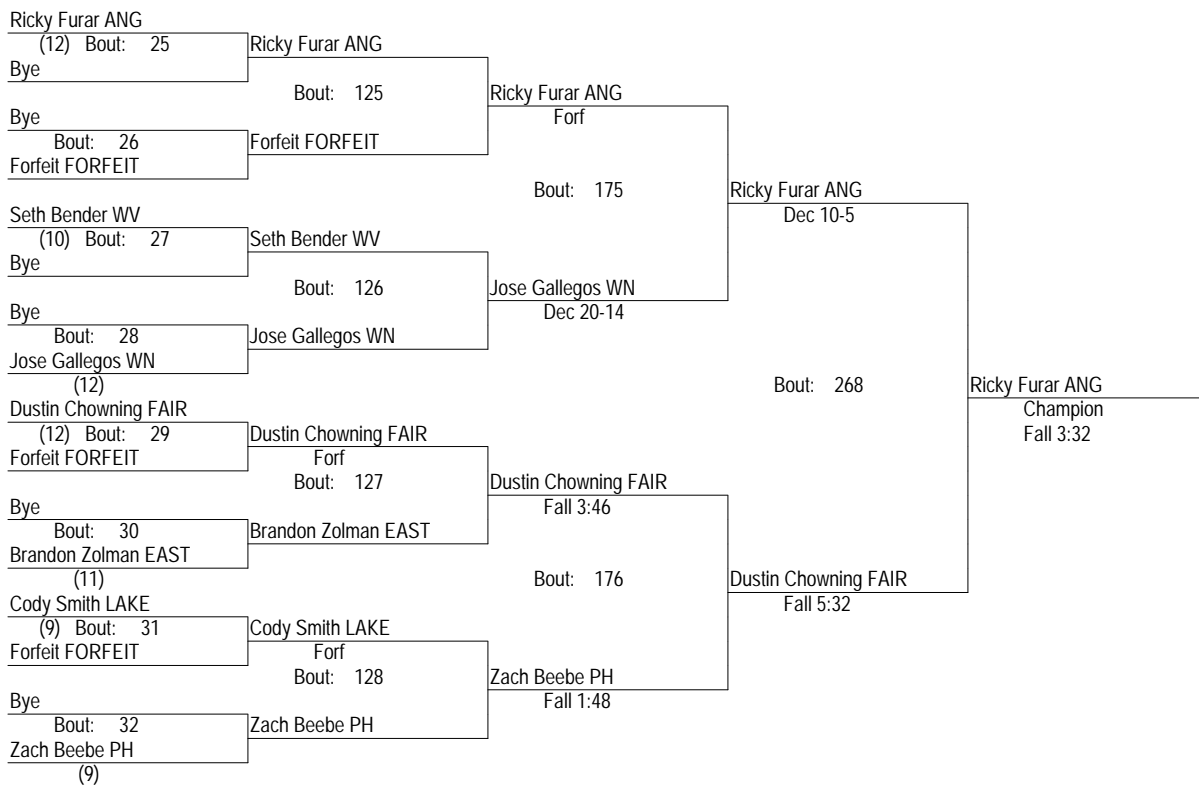 Ricky Furar ANG
(12) Bout: 25
Ricky Furar ANG
Bye
Bout: 125
Ricky Furar ANG
Bye
Forf
Bout: 26
Forfeit FORFEIT
Forfeit FORFEIT
Bout: 175
Ricky Furar ANG
Seth Bender WV
Dec 10-5
(10) Bout: 27
Seth Bender WV
Bye
Bout: 126
Jose Gallegos WN
Bye
Dec 20-14
Bout: 28
Jose Gallegos WN
Jose Gallegos WN
(12)
Bout: 268
Ricky Furar ANG
Dustin Chowning FAIR
Champion
(12) Bout: 29
Dustin Chowning FAIR
Fall 3:32
Forfeit FORFEIT
Forf
Bout: 127
Dustin Chowning FAIR
Bye
Fall 3:46
Bout: 30
Brandon Zolman EAST
Brandon Zolman EAST
(11)
Bout: 176
Dustin Chowning FAIR
Cody Smith LAKE
Fall 5:32
(9) Bout: 31
Cody Smith LAKE
Forfeit FORFEIT
Forf
Bout: 128
Zach Beebe PH
Bye
Fall 1:48
Bout: 32
Zach Beebe PH
Zach Beebe PH
(9)